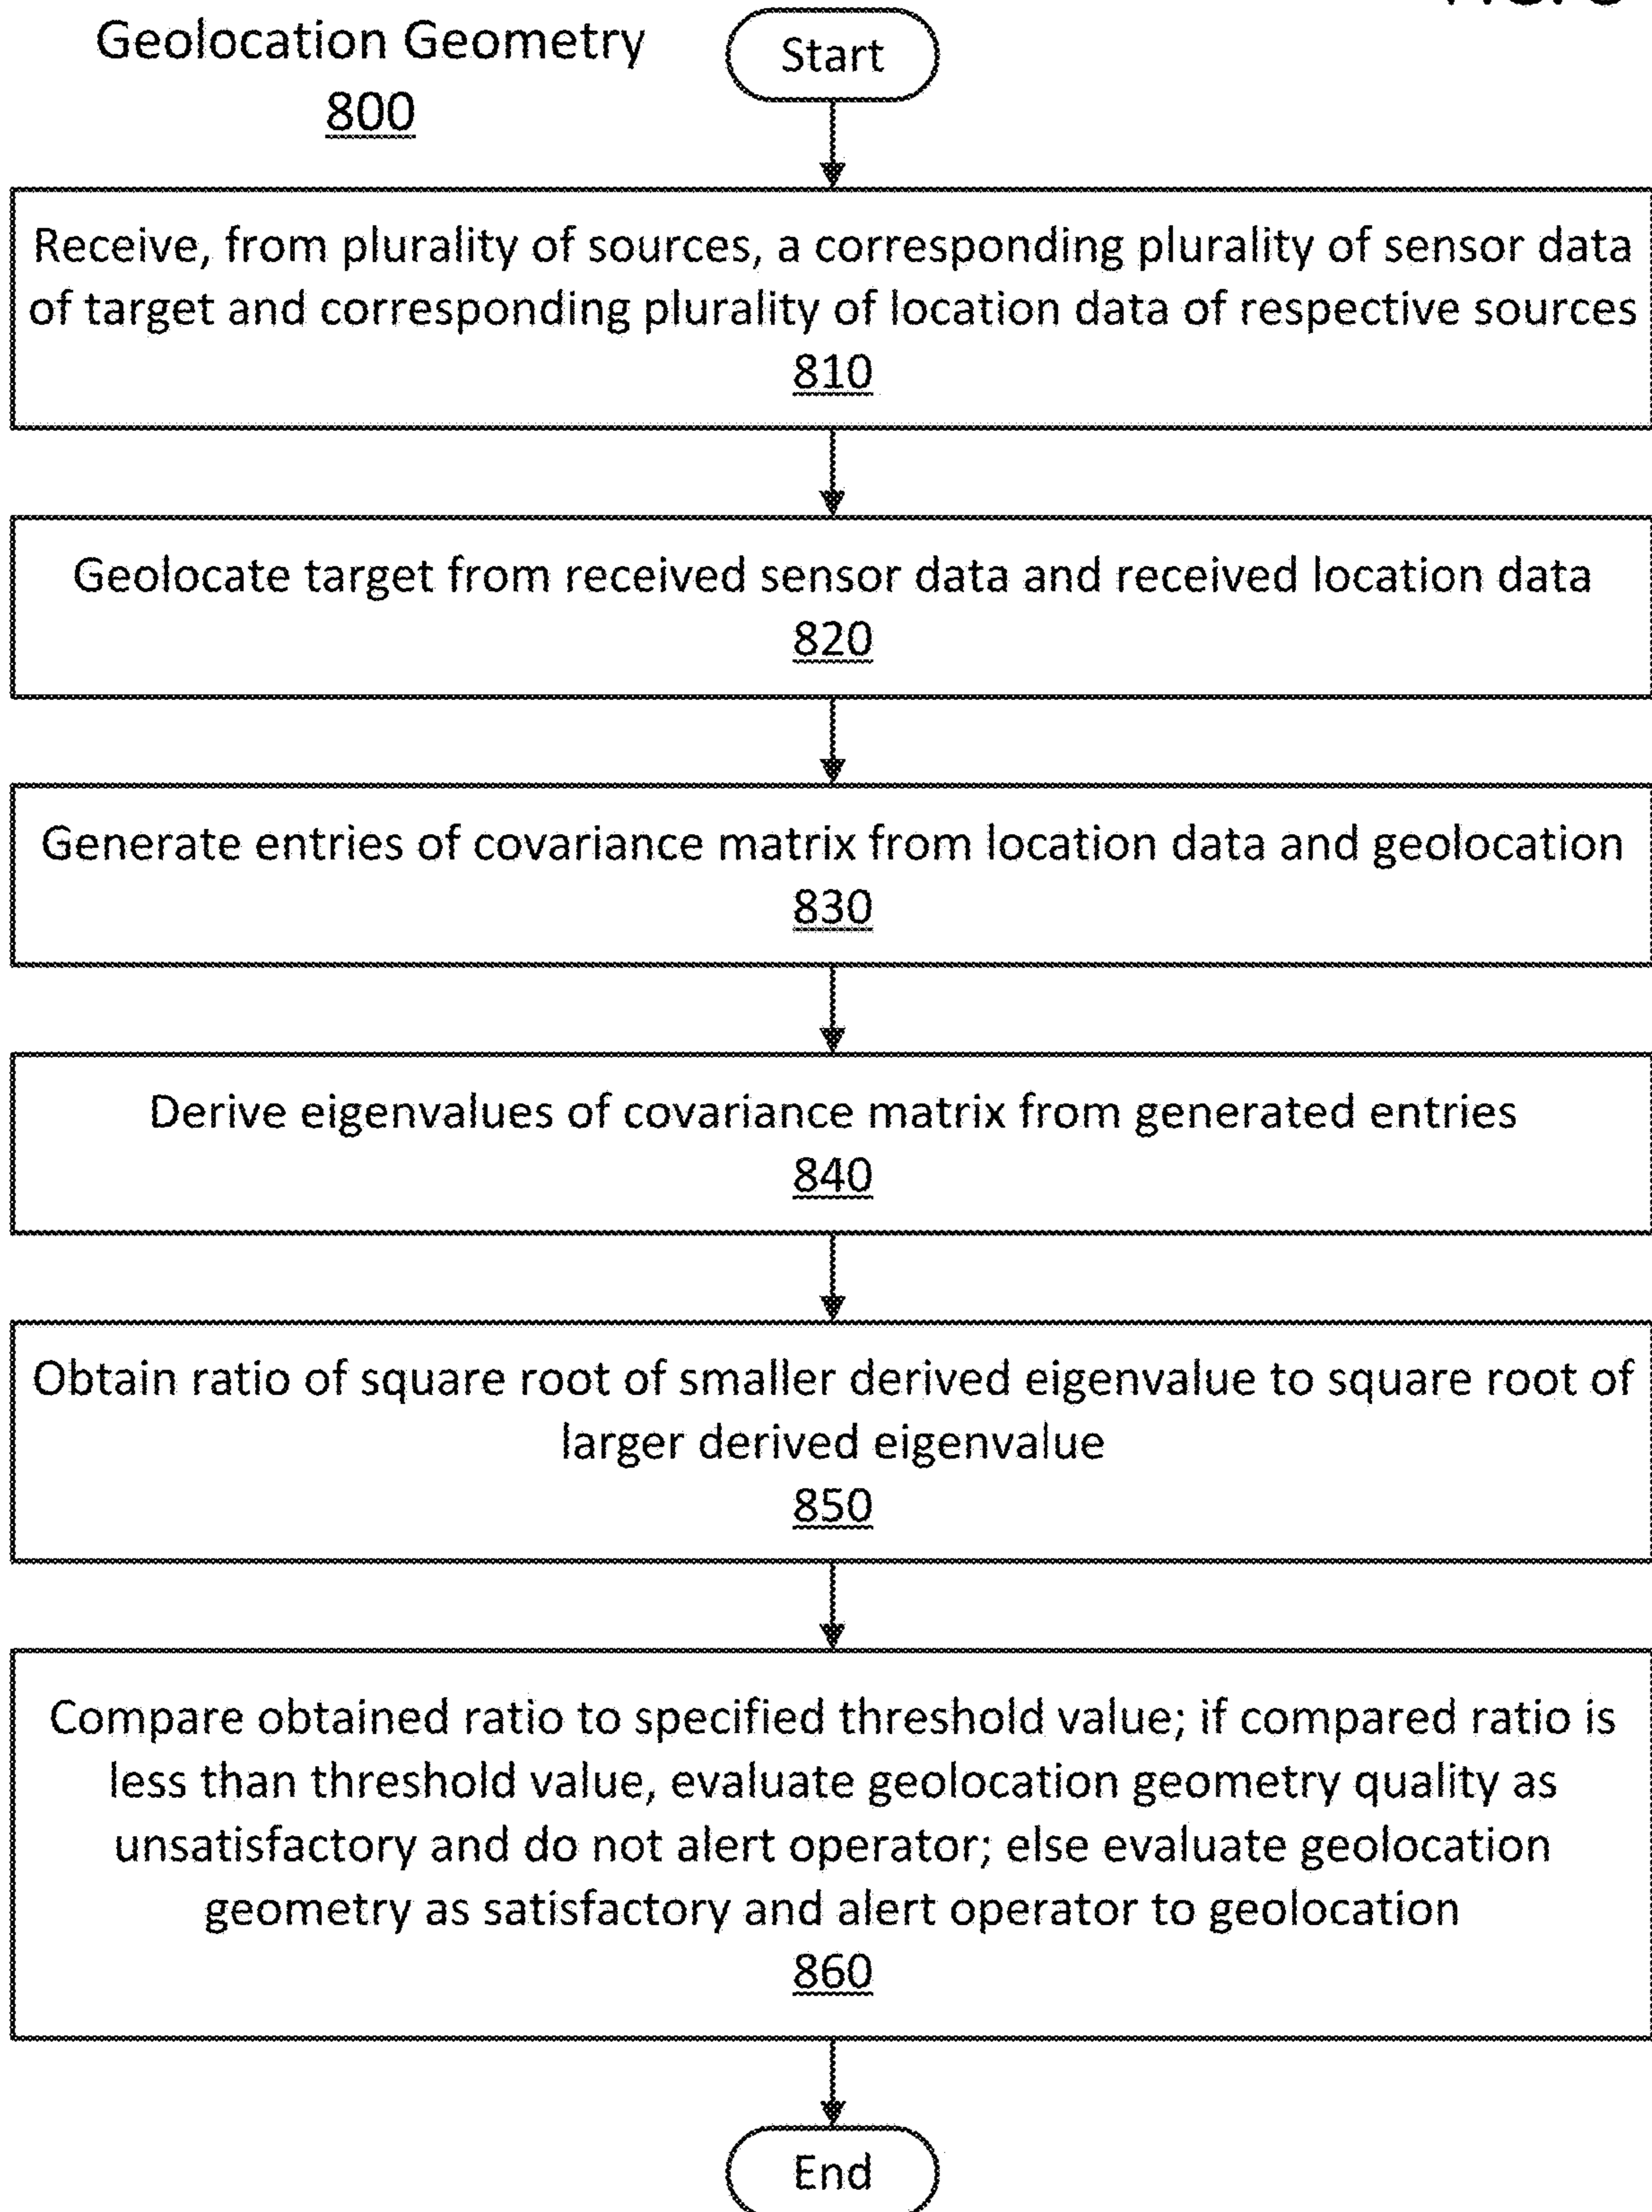 Geolocation Geometry
800
Start
Receive, from plurality of sources, a corresponding plurality of sensor data
of target and corresponding plurality of location data of respective sources
810
Geolocate target from received sensor data and received location data
820
Generate entries of covariance matrix from location data and geolocation
830
Derive eigenvalues of covariance matrix from generated entries
840
Obtain ratio of square root of smaller derived eigenvalue to square root of
larger derived eigenvalue
850
Compare obtained ratio to specified threshold value; if compared ratio is
less than threshold value, evaluate geolocation geometry quality as
unsatisfactory and do not alert operator; else evaluate geolocation
geometry as satisfactory and alert operator to geolocation
860
End